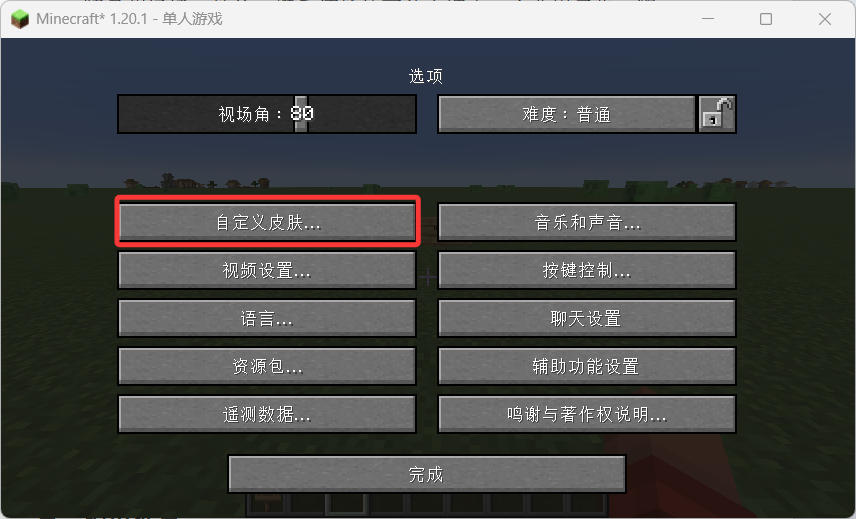 Minecraft* 1.20.1 - 单人游戏
选项
视场角：80
难度：普通
自定义皮肤...
音乐和声音...
视频设置...
按键控制...
语言...
聊天设置
资源包...
辅助功能设置
遥测数据...
鸣谢与著作权说明...
完成